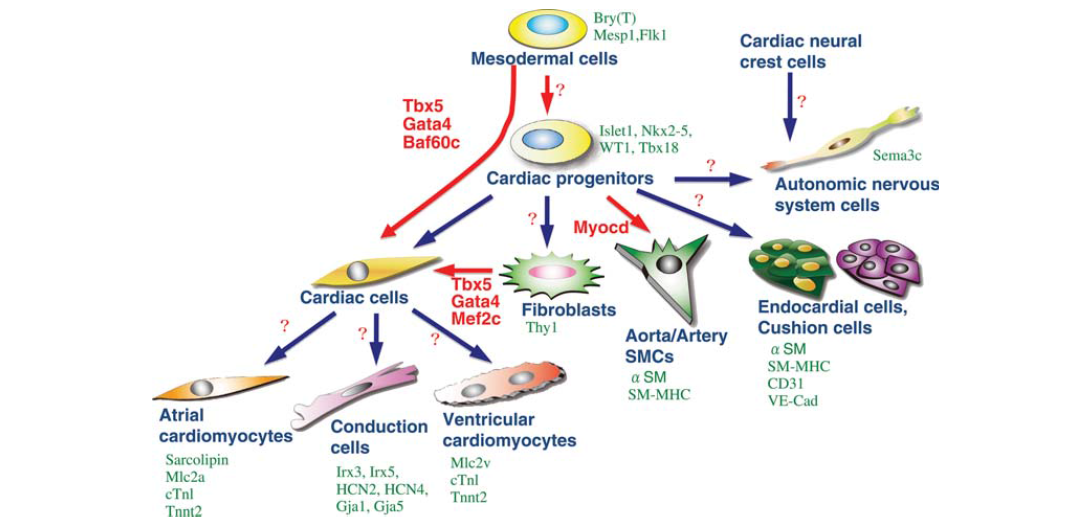 Bry(T)
Mesp1,Flk1
Mesodermal cells
Cardiac neural
crest cells
?
?
Tbx5
Gata4
Baf60c
Islet1, Nkx2-5,
WT1, Tbx18
Sema3c
Cardiac progenitors
?
Autonomic nervous
system cells
?
?
Myocd
Cardiac cells
Tbx5
Gata4
Mef2c
Fibroblasts
Thy1
Aorta/Artery
SMCs
α SM
SM-MHC
Endocardial cells,
Cushion cells
α SM
SM-MHC
CD31
VE-Cad
?
?
?
Atrial
cardiomyocytes
Sarcolipin
Mlc2a
cTnl
Tnnt2
Conduction
cells
Irx3, Irx5,
HCN2, HCN4,
Gja1, Gja5
Ventricular
cardiomyocytes
Mlc2v
cTnl
Tnnt2